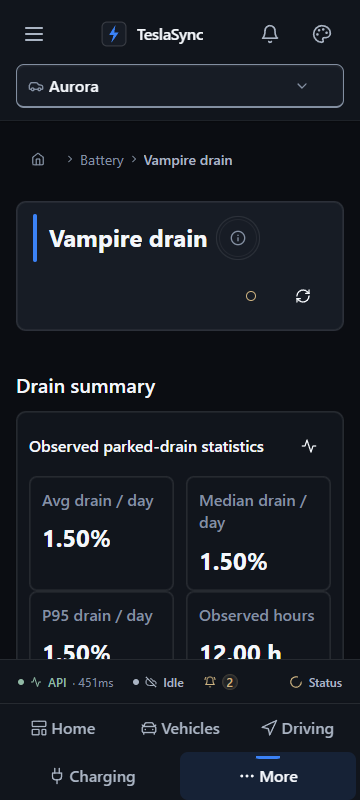 TeslaSync
Aurora
Battery Vampire drain
Vampire drain
Drain summary
Observed parked-drain statistics
Avg drain / day
1.50%
Median drain /
day
1.50%
P95 drain / day
1.50%
Observed hours
12.00 h
API · 451ms Idle 2 Status
Home Vehicles Driving
Charging More